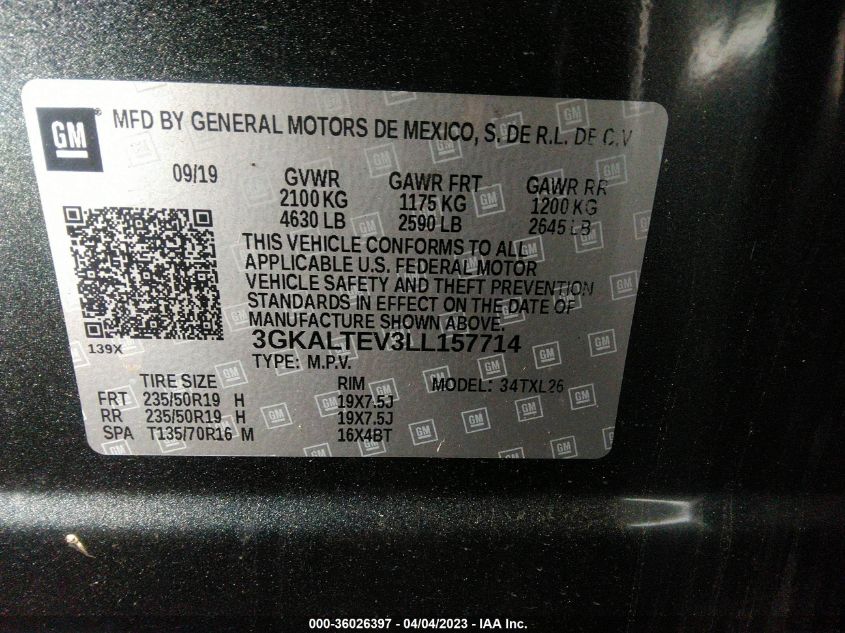 GM ® MFD BY GENERAL MOTORS DE MEXICO, S. DE R.L. DE C.V
09/19 GVWR GAWR FRT GAWR RR
2100 KG 1175 KG 1200 KG
4630 LB 2590 LB 2645 LB
THIS VEHICLE CONFORMS TO ALL
APPLICABLE U.S. FEDERAL MOTOR
VEHICLE SAFETY AND THEFT PREVENTION
STANDARDS IN EFFECT ON THE DATE OF
MANUFACTURE SHOWN ABOVE.
139X 3GKALTEV3LL157714
TYPE: M.P.V.
TIRE SIZE RIM MODEL: 34TXL26
FRT 235/50R19 H 19X7.5J
RR 235/50R19 H 19X7.5J
SPA T135/70R16 M 16X4BT
000-36026397 - 04/04/2023 - IAA Inc.